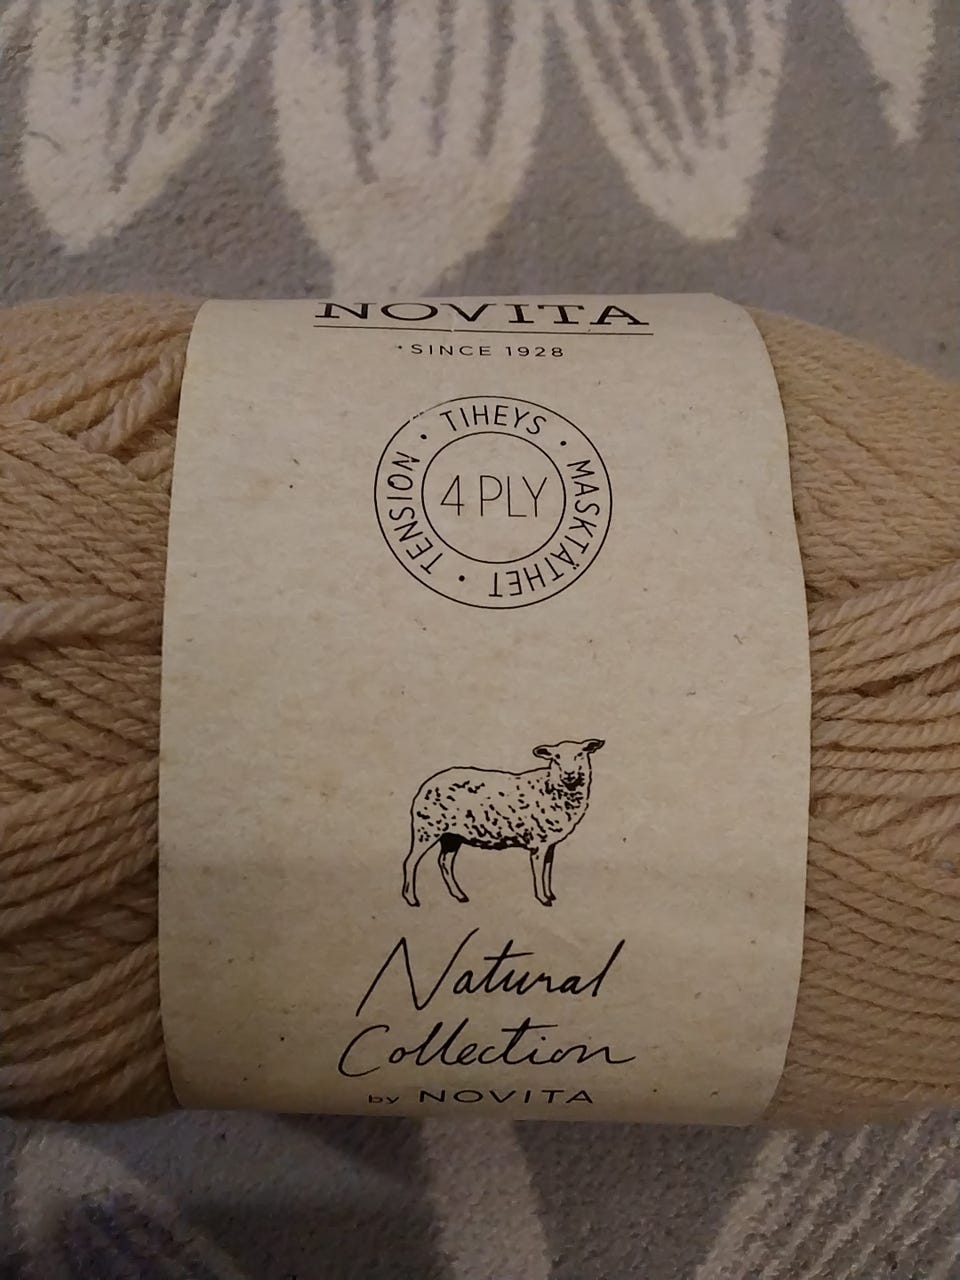 NOVITA
SINCE 1928
TIHEYS • MASKTÄTHET • TENSION •
4 PLY
Natural
Collection
by NOVITA